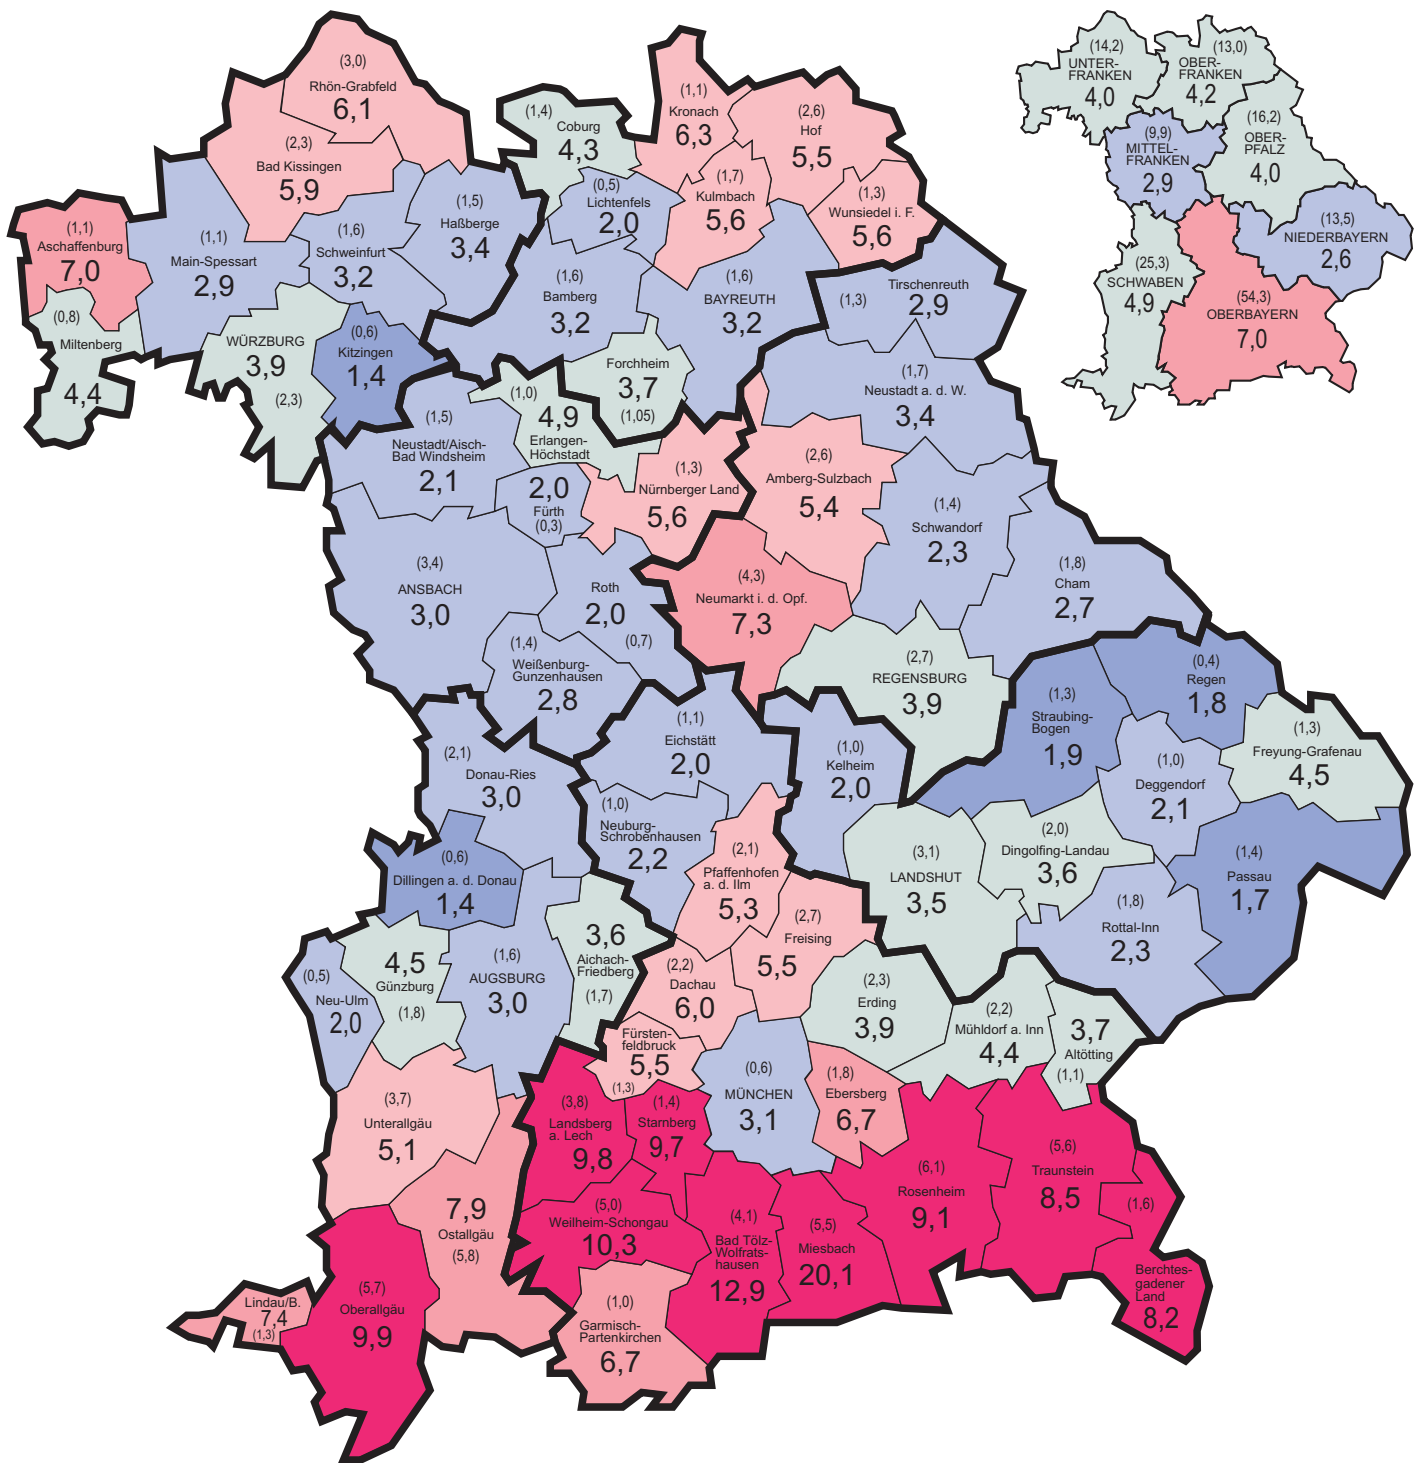 (3,0)
Rhön-Grabfeld
6,1
(2,3)
Bad Kissingen
5,9
(1,1)
Aschaffenburg
7,0
(0,8)
Miltenberg
4,4
(1,1)
Main-Spessart
2,9
(1,6)
Schweinfurt
3,2
(1,5)
Haßberge
3,4
WÜRZBURG
3,9
(2,3)
(0,6)
Kitzingen
1,4
(1,4)
Coburg
4,3
(0,5)
Lichtenfels
2,0
(1,1)
Kronach
6,3
(1,7)
Kulmbach
5,6
(2,6)
Hof
5,5
(1,3)
Wunsiedel i. F.
5,6
(1,6)
Bamberg
3,2
(1,6)
BAYREUTH
3,2
Forchheim
3,7
(1,05)
(1,3)
Tirschenreuth
2,9
(1,7)
Neustadt a. d. W.
3,4
(2,6)
Amberg-Sulzbach
5,4
(1,4)
Schwandorf
2,3
(1,8)
Cham
2,7
(4,3)
Neumarkt i. d. Opf.
7,3
(2,7)
REGENSBURG
3,9
(1,5)
Neustadt/Aisch-
Bad Windsheim
2,1
(1,0)
4,9
Erlangen-
Höchstadt
2,0
Fürth
(0,3)
(1,3)
Nürnberger Land
5,6
(3,4)
ANSBACH
3,0
Roth
2,0
(0,7)
(1,4)
Weißenburg-
Gunzenhausen
2,8
(1,3)
Straubing-
Bogen
1,9
(0,4)
Regen
1,8
(1,3)
Freyung-Grafenau
4,5
(1,0)
Deggendorf
2,1
(1,0)
Kelheim
2,0
(3,1)
LANDSHUT
3,5
(2,0)
Dingolfing-Landau
3,6
(1,4)
Passau
1,7
(1,8)
Rottal-Inn
2,3
(2,1)
Donau-Ries
3,0
(0,6)
Dillingen a. d. Donau
1,4
(0,5)
Neu-Ulm
2,0
4,5
Günzburg
(1,8)
(1,6)
AUGSBURG
3,0
3,6
Aichach-
Friedberg
(1,7)
(3,7)
Unterallgäu
5,1
7,9
Ostallgäu
(5,8)
Lindau/B.
7,4
(1,3)
(5,7)
Oberallgäu
9,9
(1,1)
Eichstätt
2,0
(1,0)
Neuburg-
Schrobenhausen
2,2
(2,1)
Pfaffenhofen
a. d. Ilm
5,3
(2,7)
Freising
5,5
(2,2)
Dachau
6,0
(2,3)
Erding
3,9
(2,2)
Mühldorf a. Inn
4,4
3,7
Altötting
(1,1)
Fürsten-
feldbruck
5,5
(1,3)
(0,6)
MÜNCHEN
3,1
(1,8)
Ebersberg
6,7
(3,8)
Landsberg
a. Lech
9,8
(1,4)
Starnberg
9,7
(5,0)
Weilheim-Schongau
10,3
(4,1)
Bad Tölz-
Wolfrats-
hausen
12,9
(5,5)
Miesbach
20,1
(6,1)
Rosenheim
9,1
(5,6)
Traunstein
8,5
(1,6)
Berchtes-
gadener
Land
8,2
(1,0)
Garmisch-
Partenkirchen
6,7
(14,2)
UNTER-
FRANKEN
4,0
(13,0)
OBER-
FRANKEN
4,2
(9,9)
MITTEL-
FRANKEN
2,9
(16,2)
OBER-
PFALZ
4,0
(13,5)
NIEDERBAYERN
2,6
(25,3)
SCHWABEN
4,9
(54,3)
OBERBAYERN
7,0